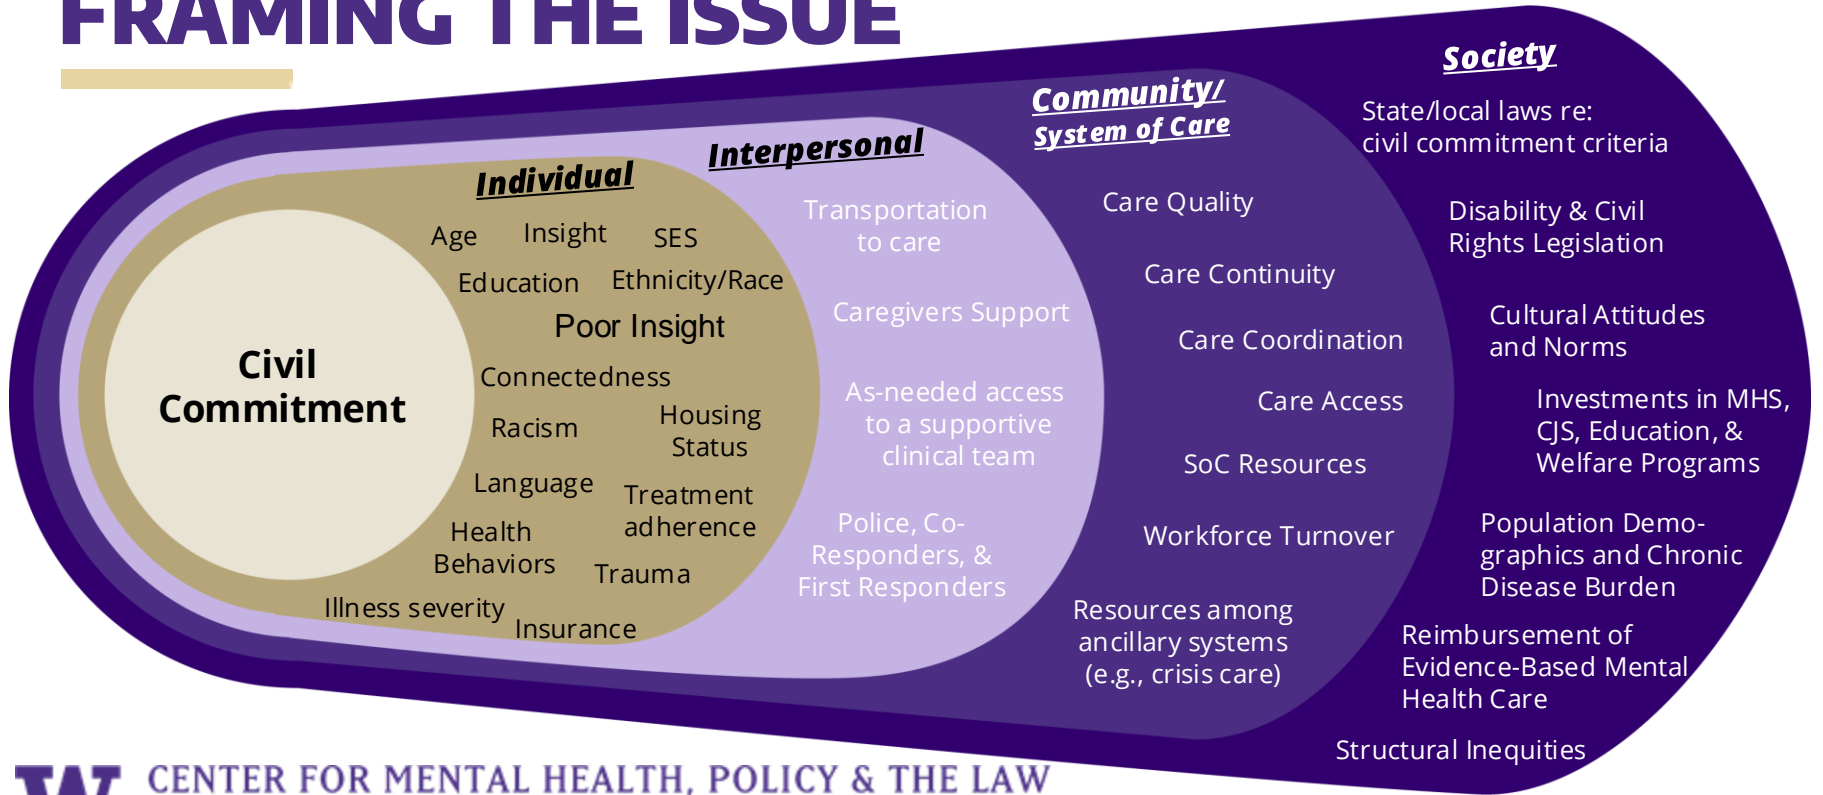 FRAMING THE ISSUE
Civil
Commitment
Individual
Age
Insight
SES
Education
Ethnicity/Race
Poor Insight
Connectedness
Racism
Housing
Status
Language
Treatment
adherence
Health
Behaviors
Trauma
Illness severity
Insurance
Interpersonal
Transportation
to care
Caregivers Support
As-needed access
to a supportive
clinical team
Police, Co-
Responders, &
First Responders
Community/
System of Care
Care Quality
Care Continuity
Care Coordination
Care Access
SoC Resources
Workforce Turnover
Resources among
ancillary systems
(e.g., crisis care)
Society
State/local laws re:
civil commitment criteria
Disability & Civil
Rights Legislation
Cultural Attitudes
and Norms
Investments in MHS,
CJS, Education, &
Welfare Programs
Population Demo-
graphics and Chronic
Disease Burden
Reimbursement of
Evidence-Based Mental
Health Care
Structural Inequities
W CENTER FOR MENTAL HEALTH, POLICY & THE LAW